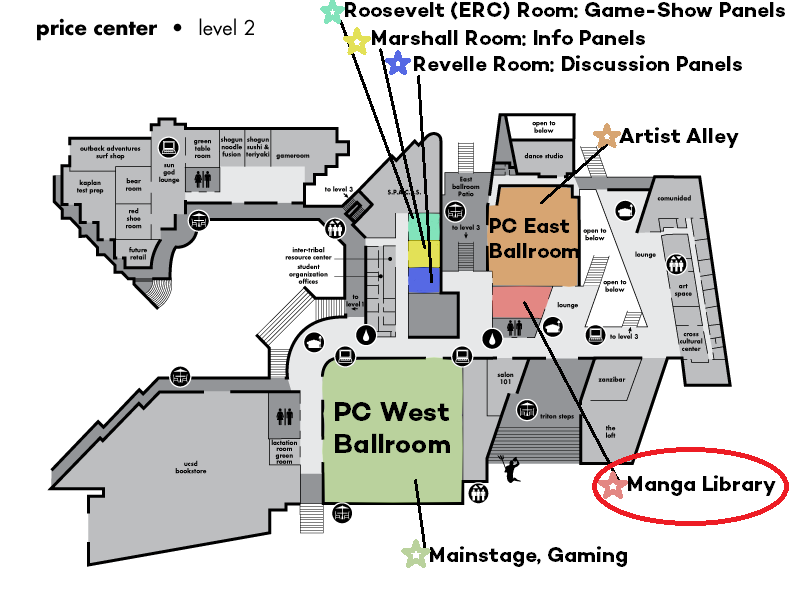 price center • level 2
Roosevelt (ERC) Room: Game-Show Panels
Marshall Room: Info Panels
Revelle Room: Discussion Panels
Artist Alley
open to
below
dance studio
outback adventures
surf shop
sun
god
lounge
green
table
room
shogun
noodle
fusion
shogun
sushi &
teriyaki
gameroom
kaplan
test prep
bear
room
red
shoe
room
future
retail
to level 3
S.P.A.C.E.S.
East
ballroom
Patio
to level 3
PC East
Ballroom
open to
below
comunidad
lounge
art
space
cross
cultural
center
open to
below
to level 3
inter-tribal
resource center
student
organization
offices
to
level 1
lounge
salon
101
triton steps
zanzibar
the
loft
PC West
Ballroom
ucsd
bookstore
lactation
room
green
room
Manga Library
Mainstage, Gaming